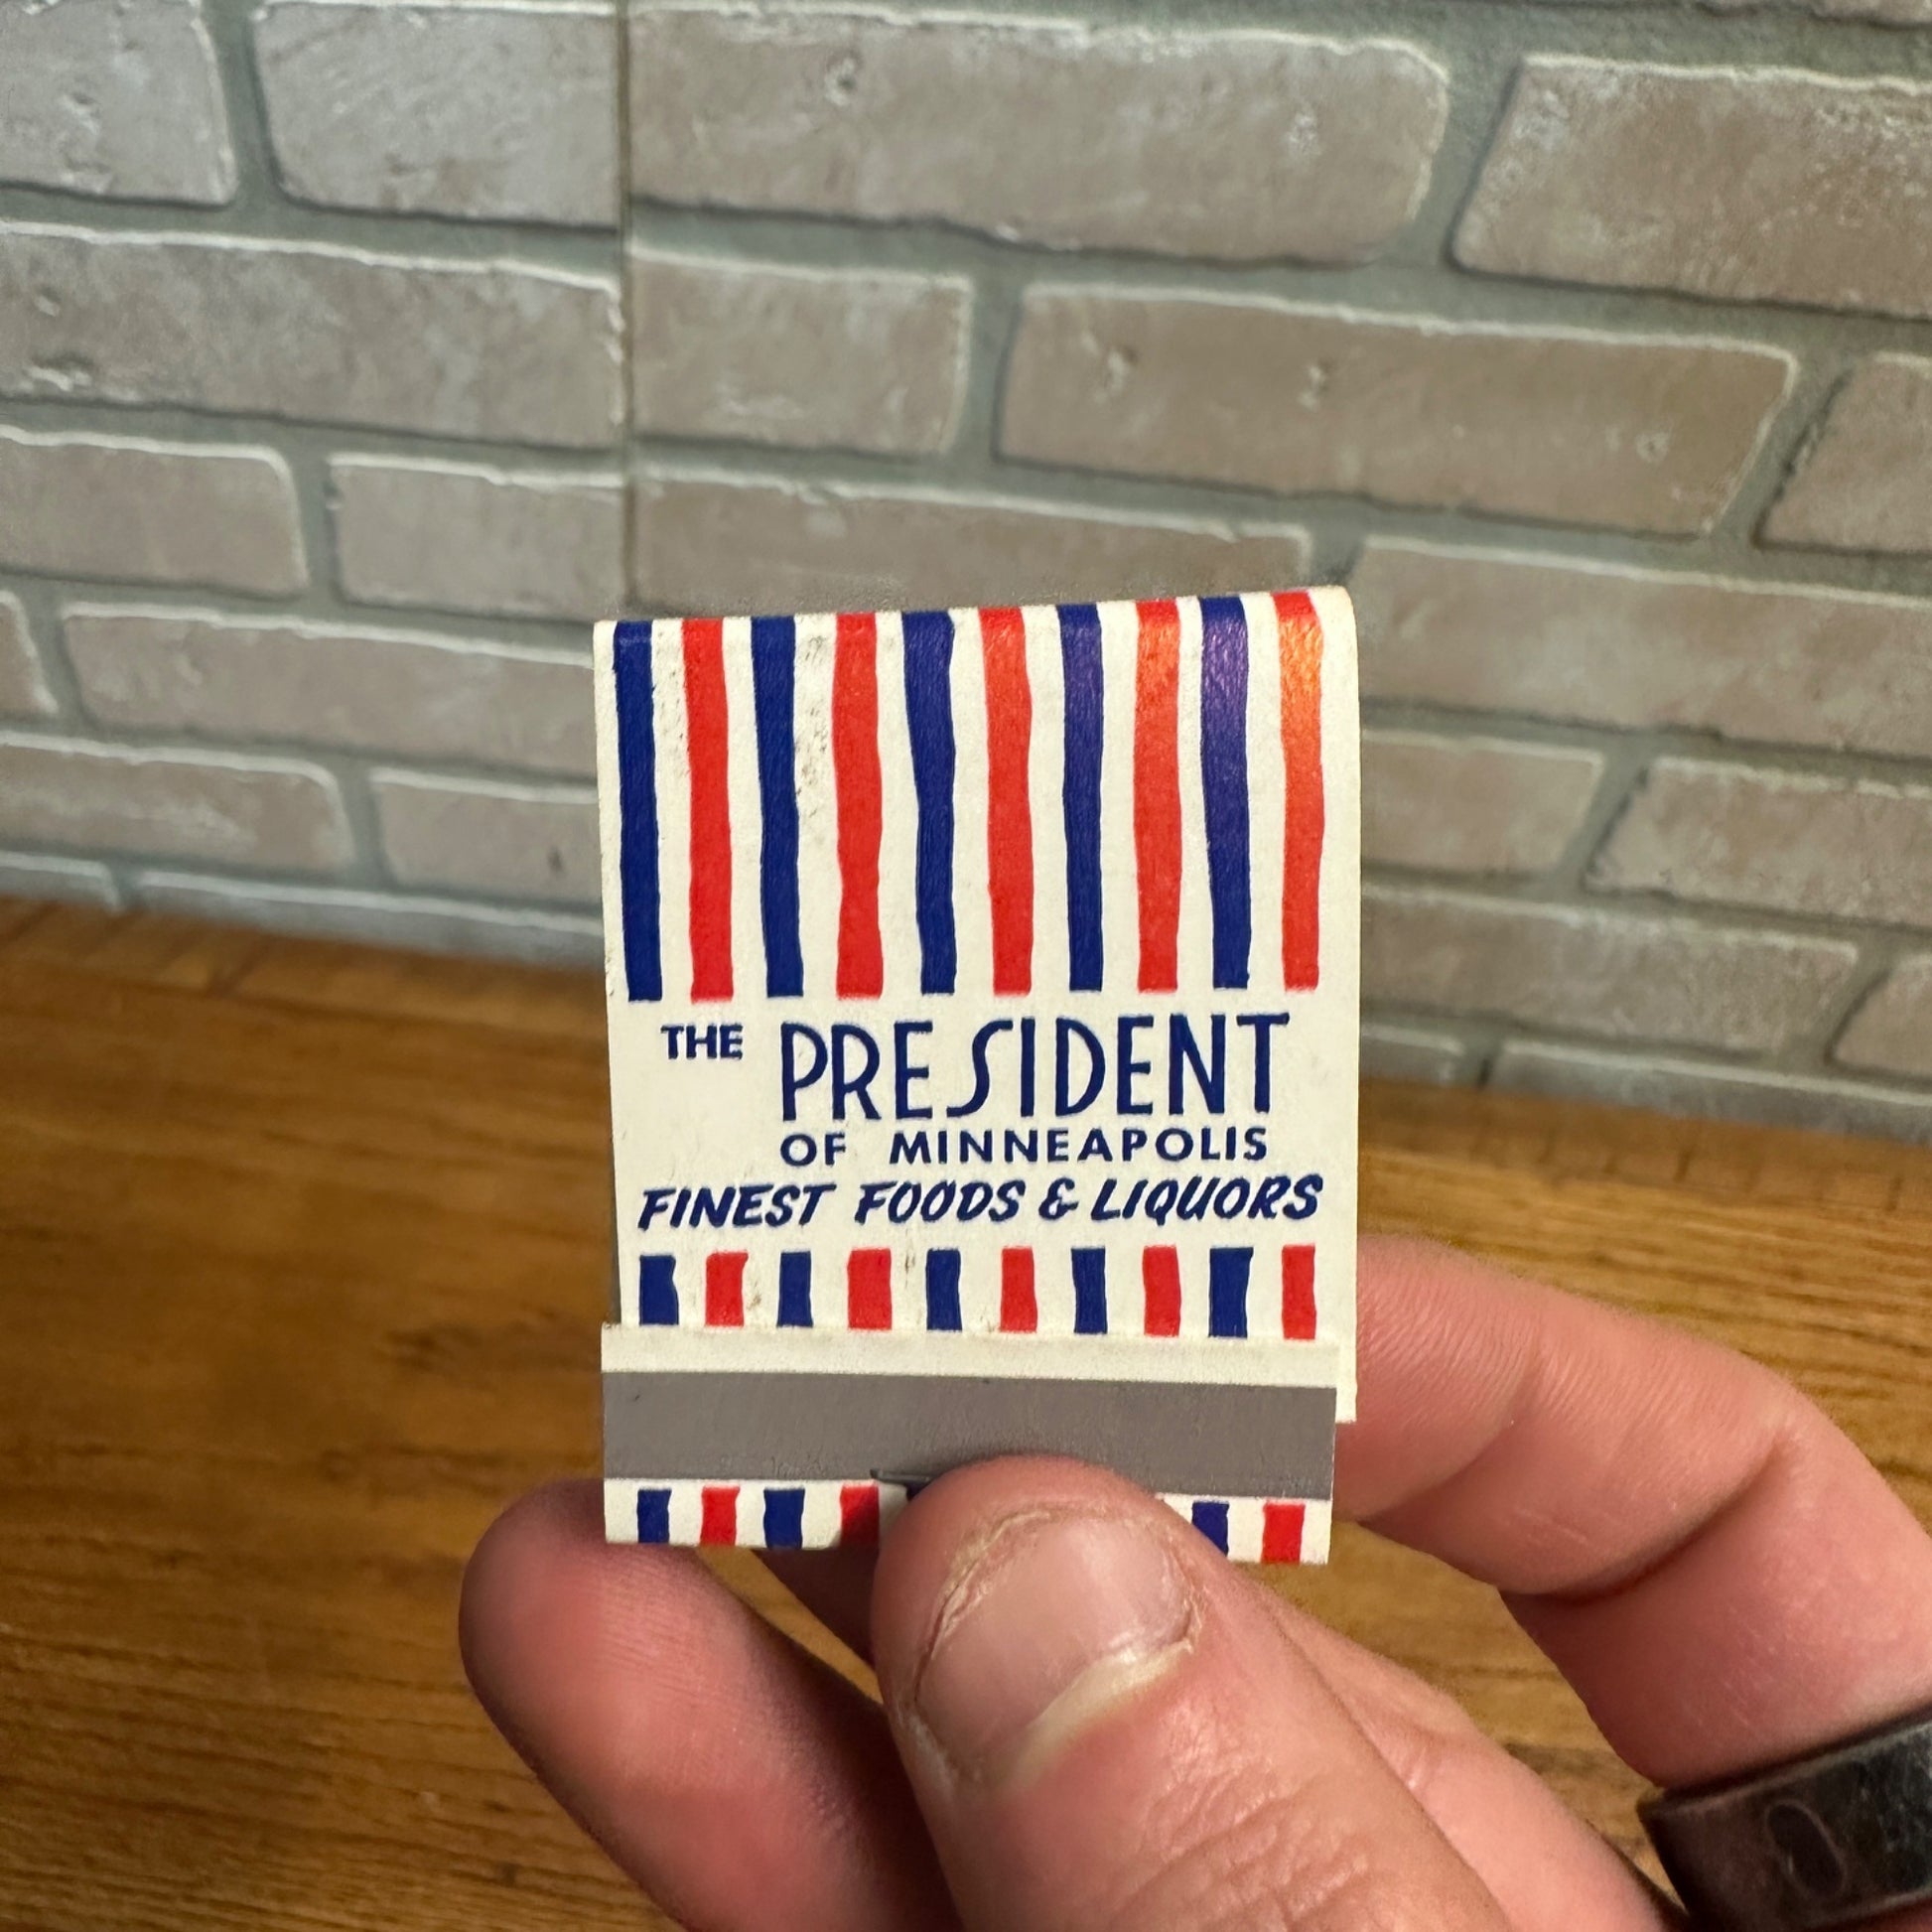 THE PRESIDENT
OF MINNEAPOLIS
FINEST FOODS & LIQUORS